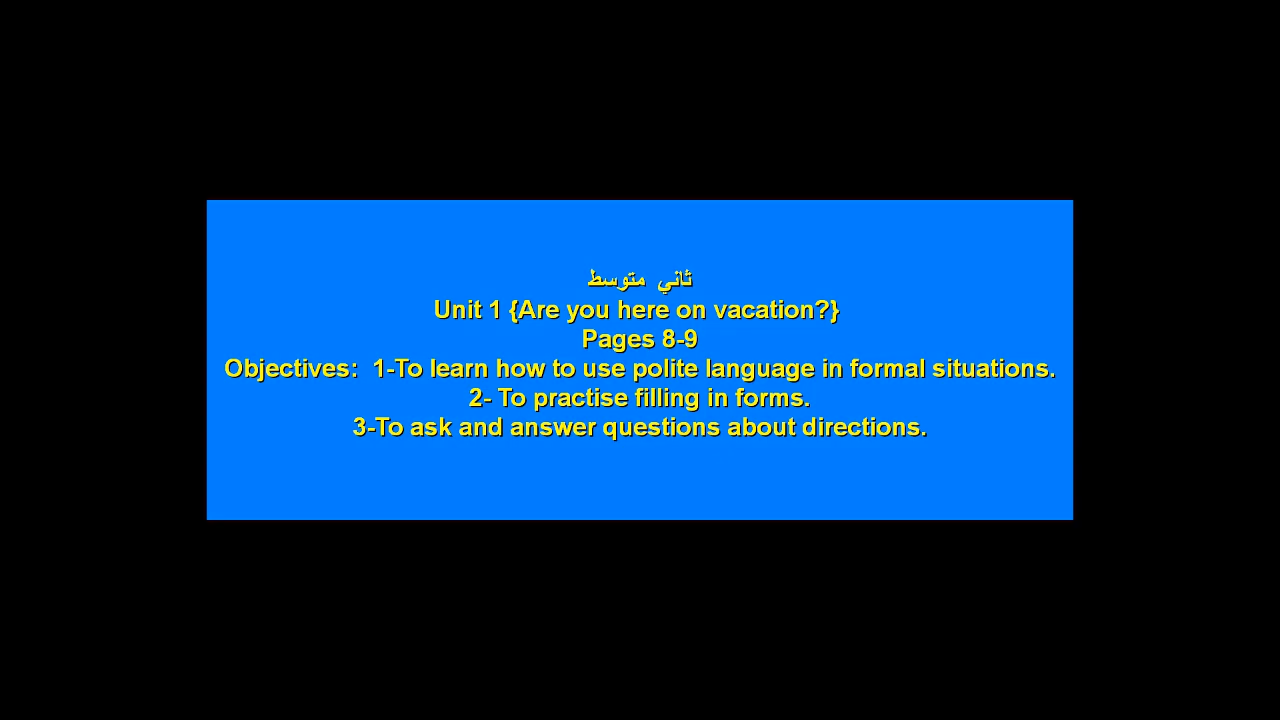 ثاني متوسط
Unit 1 {Are you here on vacation?}
Pages 8-9
Objectives: 1-To learn how to use polite language in formal situations.
2- To practise filling in forms.
3-To ask and answer questions about directions.